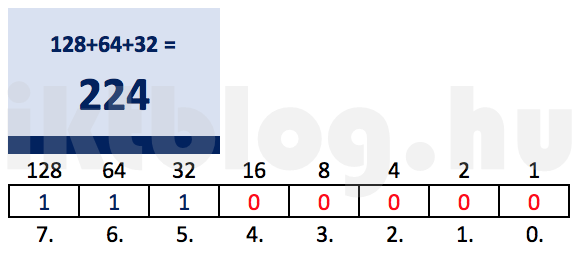 128+64+32 =
224
iktblog.hu
128 64 32 16 8 4 2 1
1 1 1 0 0 0 0 0
7. 6. 5. 4. 3. 2. 1. 0.